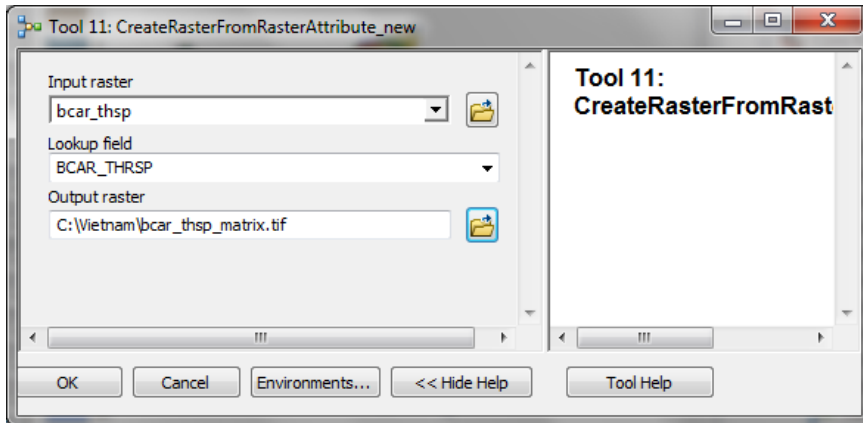 Tool 11: CreateRasterFromRasterAttribute_new
Input raster
bcar_thsp
Lookup field
BCAR_THRSP
Output raster
C:\Vietnam\bcar_thsp_matrix.tif
Tool 11:
CreateRasterFromRast
OK
Cancel
Environments...
<< Hide Help
Tool Help